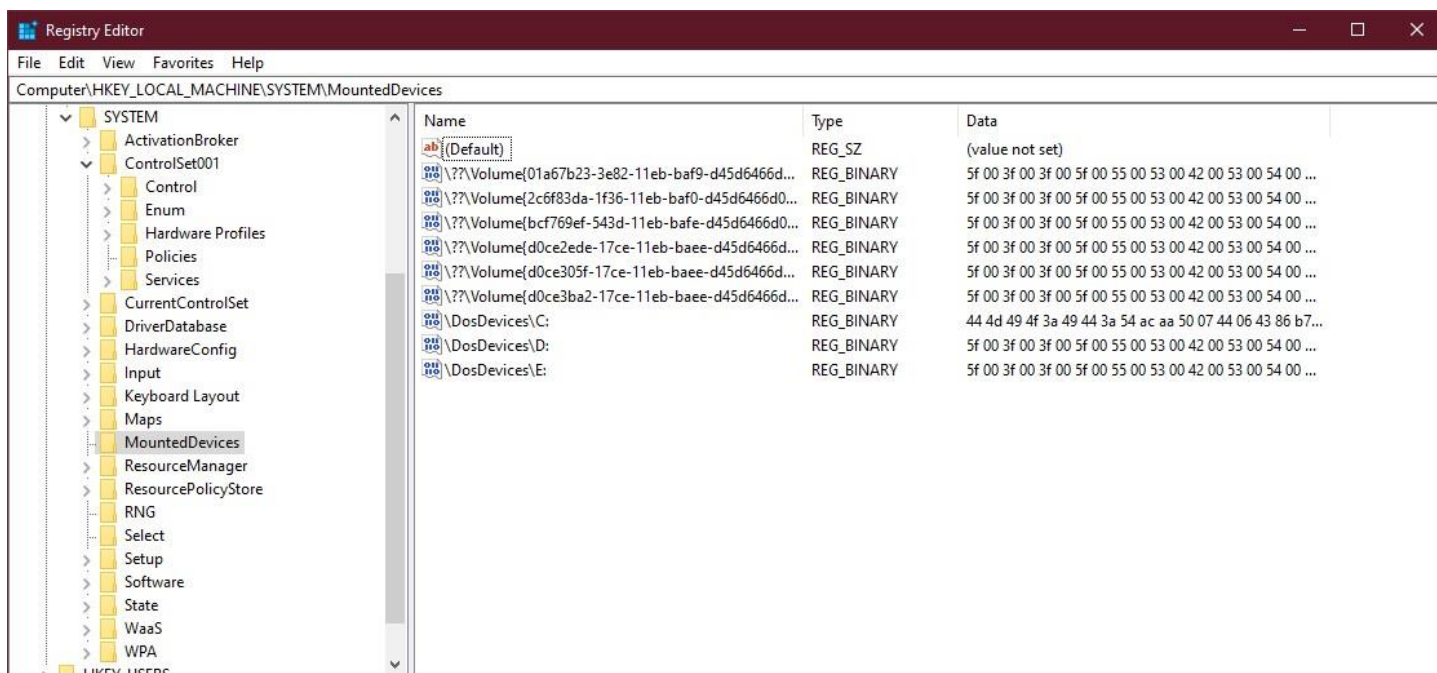 Registry Editor
File Edit View Favorites Help
Computer\HKEY_LOCAL_MACHINE\SYSTEM\MountedDevices
SYSTEM
ActivationBroker
ControlSet001
Control
Enum
Hardware Profiles
Policies
Services
CurrentControlSet
DriverDatabase
HardwareConfig
Input
Keyboard Layout
Maps
MountedDevices
ResourceManager
ResourcePolicyStore
RNG
Select
Setup
Software
State
WaaS
WPA
HKEY_USERS
Name Type Data
ab (Default) REG_SZ (value not set)
\??\Volume{01a67b23-3e82-11eb-baf9-d45d6466d... REG_BINARY 5f 00 3f 00 3f 00 5f 00 55 00 53 00 42 00 53 00 54 00 ...
\??\Volume{2c6f83da-1f36-11eb-baf0-d45d6466d0... REG_BINARY 5f 00 3f 00 3f 00 5f 00 55 00 53 00 42 00 53 00 54 00 ...
\??\Volume{bcf769ef-543d-11eb-bafe-d45d6466d0... REG_BINARY 5f 00 3f 00 3f 00 5f 00 55 00 53 00 42 00 53 00 54 00 ...
\??\Volume{d0ce2ede-17ce-11eb-baee-d45d6466d... REG_BINARY 5f 00 3f 00 3f 00 5f 00 55 00 53 00 42 00 53 00 54 00 ...
\??\Volume{d0ce305f-17ce-11eb-baee-d45d6466d... REG_BINARY 5f 00 3f 00 3f 00 5f 00 55 00 53 00 42 00 53 00 54 00 ...
\??\Volume{d0ce3ba2-17ce-11eb-baee-d45d6466d... REG_BINARY 5f 00 3f 00 3f 00 5f 00 55 00 53 00 42 00 53 00 54 00 ...
\DosDevices\C: REG_BINARY 44 4d 49 4f 3a 49 44 3a 54 ac aa 50 07 44 06 43 86 b7...
\DosDevices\D: REG_BINARY 5f 00 3f 00 3f 00 5f 00 55 00 53 00 42 00 53 00 54 00 ...
\DosDevices\E: REG_BINARY 5f 00 3f 00 3f 00 5f 00 55 00 53 00 42 00 53 00 54 00 ...